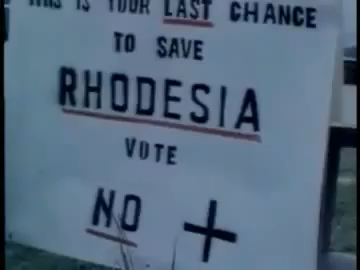 THIS IS YOUR LAST CHANCE
TO SAVE
RHODESIA
VOTE
NO +